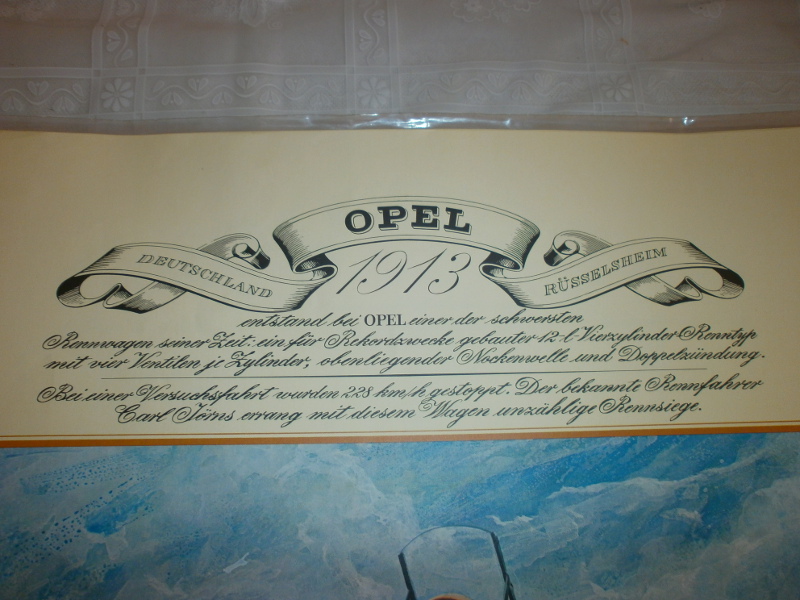 OPEL
DEUTSCHLAND 1913 RÜSSELSHEIM
entstand bei OPEL einer der schwersten
Rennwagen seiner Zeit: ein für Rekordzwecke gebauter 12-l-Vierzylinder-Renntyp
mit vier Ventilen je Zylinder, obenliegender Nockenwelle und Doppelzündung.
Bei einer Versuchsfahrt wurden 228 km/h gestoppt. Der bekannte Rennfahrer
Carl Jörns errang mit diesem Wagen unzählige Rennsiege.